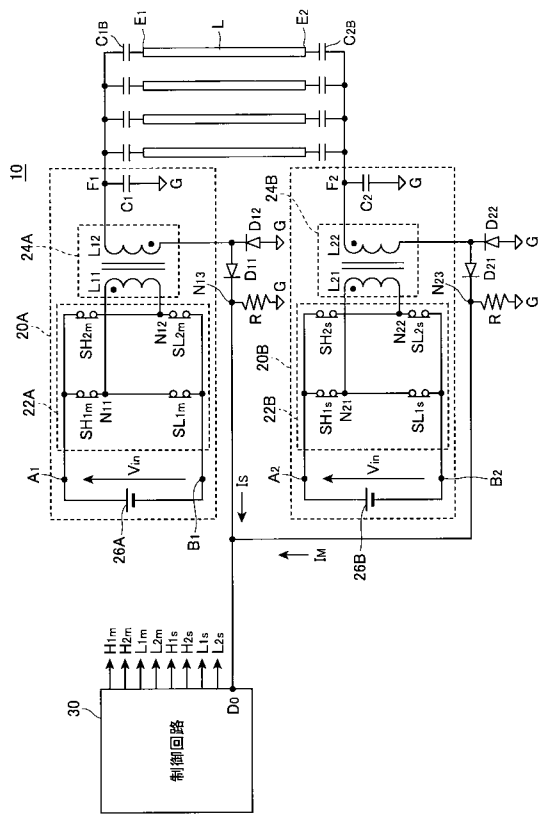 10
20A
22A
24A
A1
Vin
26A
B1
SH1m
SH2m
N11
N12
SL1m
SL2m
L11
L12
F1
C1
G
C1B
E1
L
E2
C2B
N13
D11
D12
R
G
G
IS
IM
20B
22B
24B
A2
Vin
26B
B2
SH1s
SH2s
N21
N22
SL1s
SL2s
L21
L22
F2
C2
G
N23
D21
D22
R
G
G
30
制御回路
H1m
H2m
L1m
L2m
H1s
H2s
L1s
L2s
D0